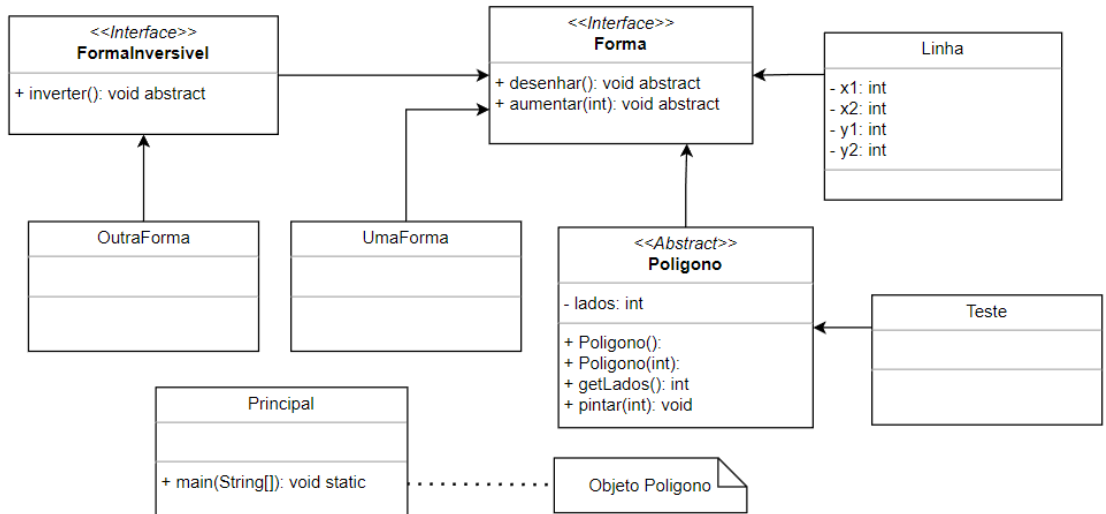 <<Interface>>
FormaInversivel
+ inverter(): void abstract
<<Interface>>
Forma
+ desenhar(): void abstract
+ aumentar(int): void abstract
Linha
- x1: int
- x2: int
- y1: int
- y2: int
OutraForma
UmaForma
<<Abstract>>
Poligono
- lados: int
+ Poligono():
+ Poligono(int):
+ getLados(): int
+ pintar(int): void
Teste
Principal
+ main(String[]): void static
Objeto Poligono